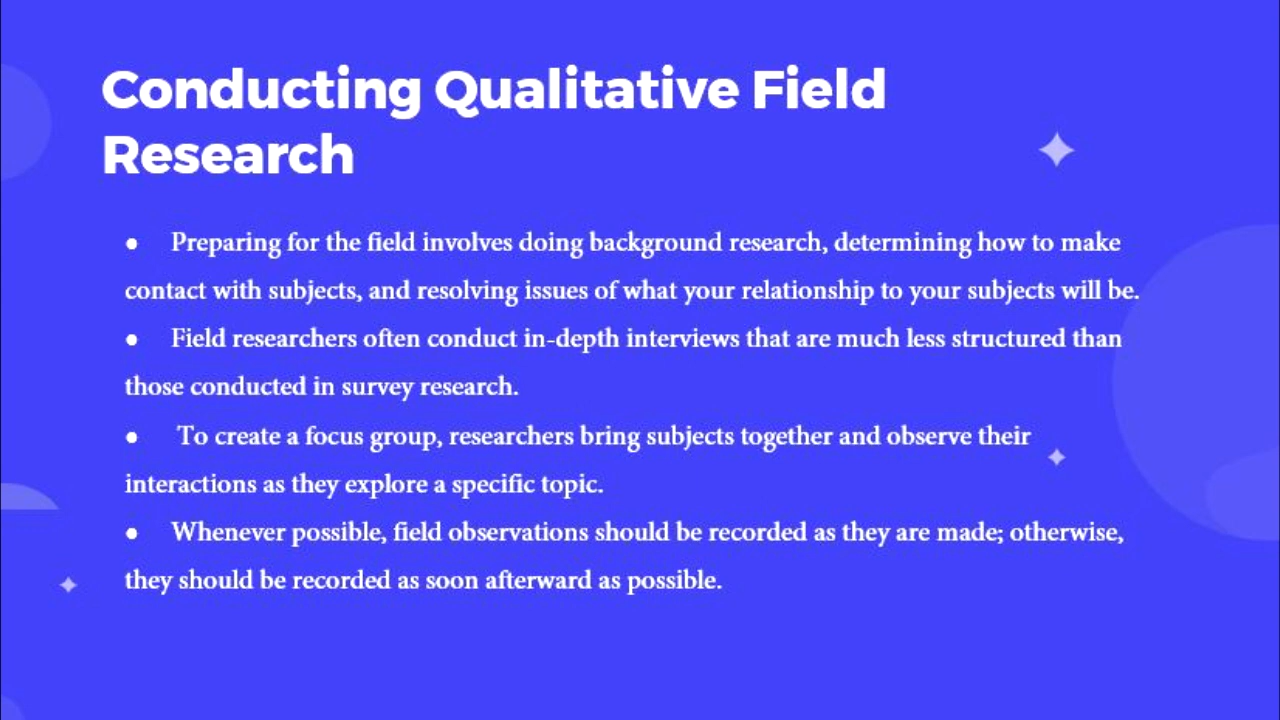 Conducting Qualitative Field
Research
● Preparing for the field involves doing background research, determining how to make
contact with subjects, and resolving issues of what your relationship to your subjects will be.
● Field researchers often conduct in-depth interviews that are much less structured than
those conducted in survey research.
● To create a focus group, researchers bring subjects together and observe their
interactions as they explore a specific topic.
● Whenever possible, field observations should be recorded as they are made; otherwise,
they should be recorded as soon afterward as possible.